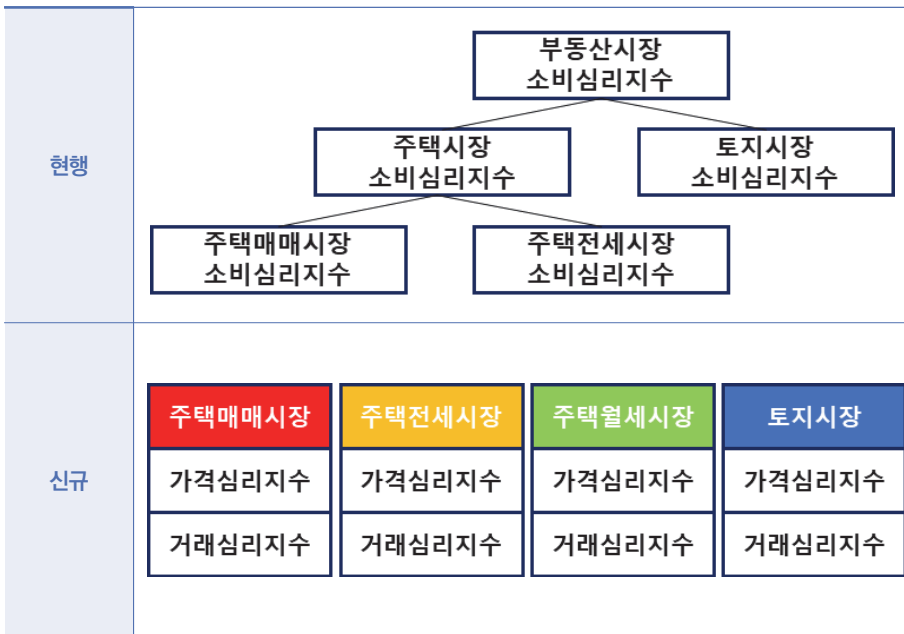 현행
부동산시장
소비심리지수
주택시장
소비심리지수
토지시장
소비심리지수
주택매매시장
소비심리지수
주택전세시장
소비심리지수
신규
주택매매시장
주택전세시장
주택월세시장
토지시장
가격심리지수
가격심리지수
가격심리지수
가격심리지수
거래심리지수
거래심리지수
거래심리지수
거래심리지수